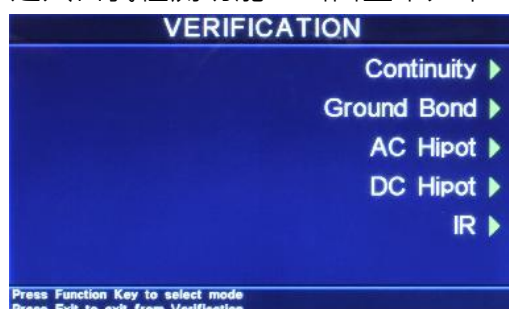 VERIFICATION
Continuity
Ground Bond
AC Hipot
DC Hipot
IR
Press Function Key to select mode
Press Exit to exit from Verification